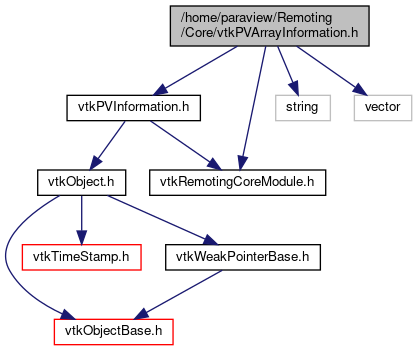 /home/paraview/Remoting
/Core/vtkPVArrayInformation.h
vtkPVInformation.h
string
vector
vtkObject.h
vtkRemotingCoreModule.h
vtkTimeStamp.h
vtkWeakPointerBase.h
vtkObjectBase.h